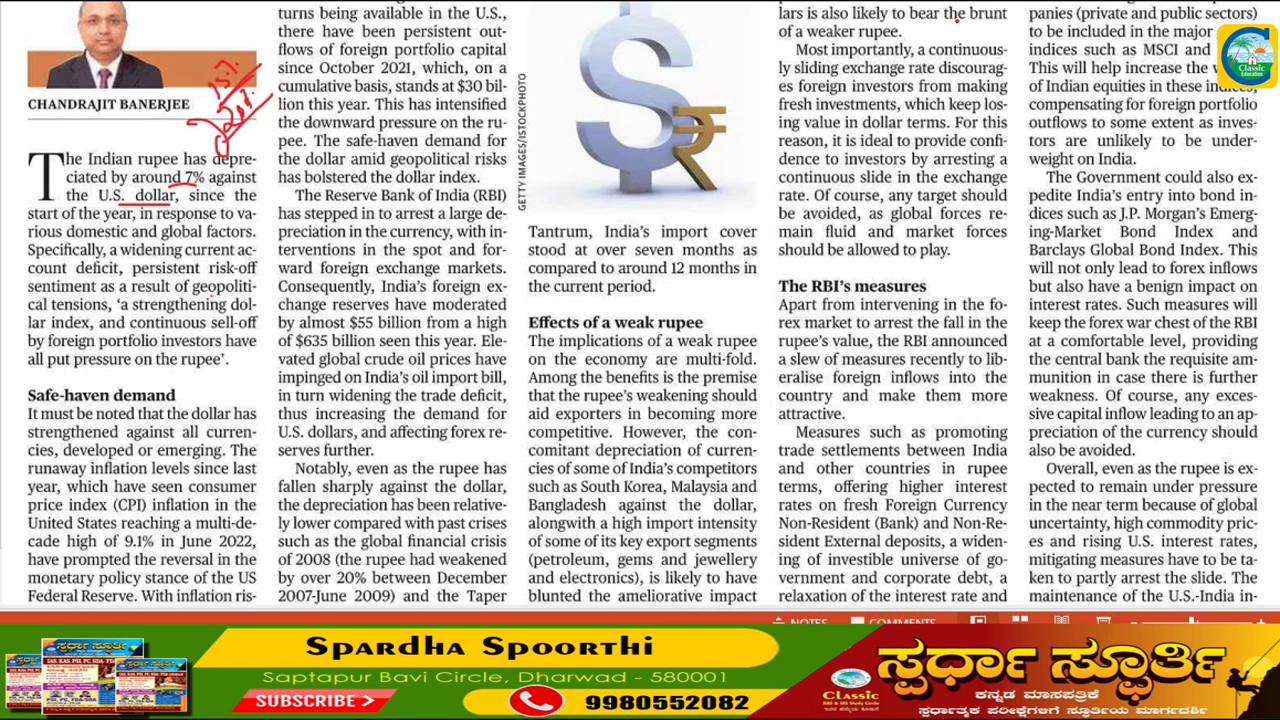 CHANDRAJIT BANERJEE
The Indian rupee has depre-
ciated by around 7% against
the U.S. dollar, since the
start of the year, in response to va-
rious domestic and global factors.
Specifically, a widening current ac-
count deficit, persistent risk-off
sentiment as a result of geopoliti-
cal tensions, ‘a strengthening dol-
lar index, and continuous sell-off
by foreign portfolio investors have
all put pressure on the rupee’.
Safe-haven demand
It must be noted that the dollar has
strengthened against all curren-
cies, developed or emerging. The
runaway inflation levels since last
year, which have seen consumer
price index (CPI) inflation in the
United States reaching a multi-de-
cade high of 9.1% in June 2022,
have prompted the reversal in the
monetary policy stance of the US
Federal Reserve. With inflation ris-
turns being available in the U.S.,
there have been persistent out-
flows of foreign portfolio capital
since October 2021, which, on a
cumulative basis, stands at $30 bil-
lion this year. This has intensified
the downward pressure on the ru-
pee. The safe-haven demand for
the dollar amid geopolitical risks
has bolstered the dollar index.
The Reserve Bank of India (RBI)
has stepped in to arrest a large de-
preciation in the currency, with in-
terventions in the spot and for-
ward foreign exchange markets.
Consequently, India’s foreign ex-
change reserves have moderated
by almost $55 billion from a high
of $635 billion seen this year. Ele-
vated global crude oil prices have
impinged on India’s oil import bill,
in turn widening the trade deficit,
thus increasing the demand for
U.S. dollars, and affecting forex re-
serves further.
Notably, even as the rupee has
fallen sharply against the dollar,
the depreciation has been relative-
ly lower compared with past crises
such as the global financial crisis
of 2008 (the rupee had weakened
by over 20% between December
2007-June 2009) and the Taper
GETTY IMAGES/ISTOCKPHOTO
Tantrum, India’s import cover
stood at over seven months as
compared to around 12 months in
the current period.
Effects of a weak rupee
The implications of a weak rupee
on the economy are multi-fold.
Among the benefits is the premise
that the rupee’s weakening should
aid exporters in becoming more
competitive. However, the con-
comitant depreciation of curren-
cies of some of India’s competitors
such as South Korea, Malaysia and
Bangladesh against the dollar,
alongwith a high import intensity
of some of its key export segments
(petroleum, gems and jewellery
and electronics), is likely to have
blunted the ameliorative impact
lars is also likely to bear the brunt
of a weaker rupee.
Most importantly, a continuous-
ly sliding exchange rate discourag-
es foreign investors from making
fresh investments, which keep los-
ing value in dollar terms. For this
reason, it is ideal to provide confi-
dence to investors by arresting a
continuous slide in the exchange
rate. Of course, any target should
be avoided, as global forces re-
main fluid and market forces
should be allowed to play.
The RBI’s measures
Apart from intervening in the fo-
rex market to arrest the fall in the
rupee’s value, the RBI announced
a slew of measures recently to lib-
eralise foreign inflows into the
country and make them more
attractive.
Measures such as promoting
trade settlements between India
and other countries in rupee
terms, offering higher interest
rates on fresh Foreign Currency
Non-Resident (Bank) and Non-Re-
sident External deposits, a widen-
ing of investible universe of go-
vernment and corporate debt, a
relaxation of the interest rate and
panies (private and public sectors)
to be included in the major
indices such as MSCI and
This will help increase the
of Indian equities in these indices,
compensating for foreign portfolio
outflows to some extent as inves-
tors are unlikely to be under-
weight on India.
The Government could also ex-
pedite India’s entry into bond in-
dices such as J.P. Morgan’s Emerg-
ing-Market Bond Index and
Barclays Global Bond Index. This
will not only lead to forex inflows
but also have a benign impact on
interest rates. Such measures will
keep the forex war chest of the RBI
at a comfortable level, providing
the central bank the requisite am-
munition in case there is further
weakness. Of course, any exces-
sive capital inflow leading to an ap-
preciation of the currency should
also be avoided.
Overall, even as the rupee is ex-
pected to remain under pressure
in the near term because of global
uncertainty, high commodity pric-
es and rising U.S. interest rates,
mitigating measures have to be ta-
ken to partly arrest the slide. The
maintenance of the U.S.-India in-
Classic
Education
NOTES
COMMENTS
Spardha Spoorthi
Saptapur Bavi Circle, Dharwad - 580001
SUBSCRIBE
9980552082
Classic
KAS & IAS Study Circle
ಸ್ಪರ್ಧಾ ಸ್ಫೂರ್ತಿ
ಕನ್ನಡ ಮಾಸಪತ್ರಿಕೆ
ಸ್ಪರ್ಧಾತ್ಮಕ ಪರೀಕ್ಷೆಗಳಿಗೆ ಸ್ಫೂರ್ತಿಯ ಮಾರ್ಗದರ್ಶಿ